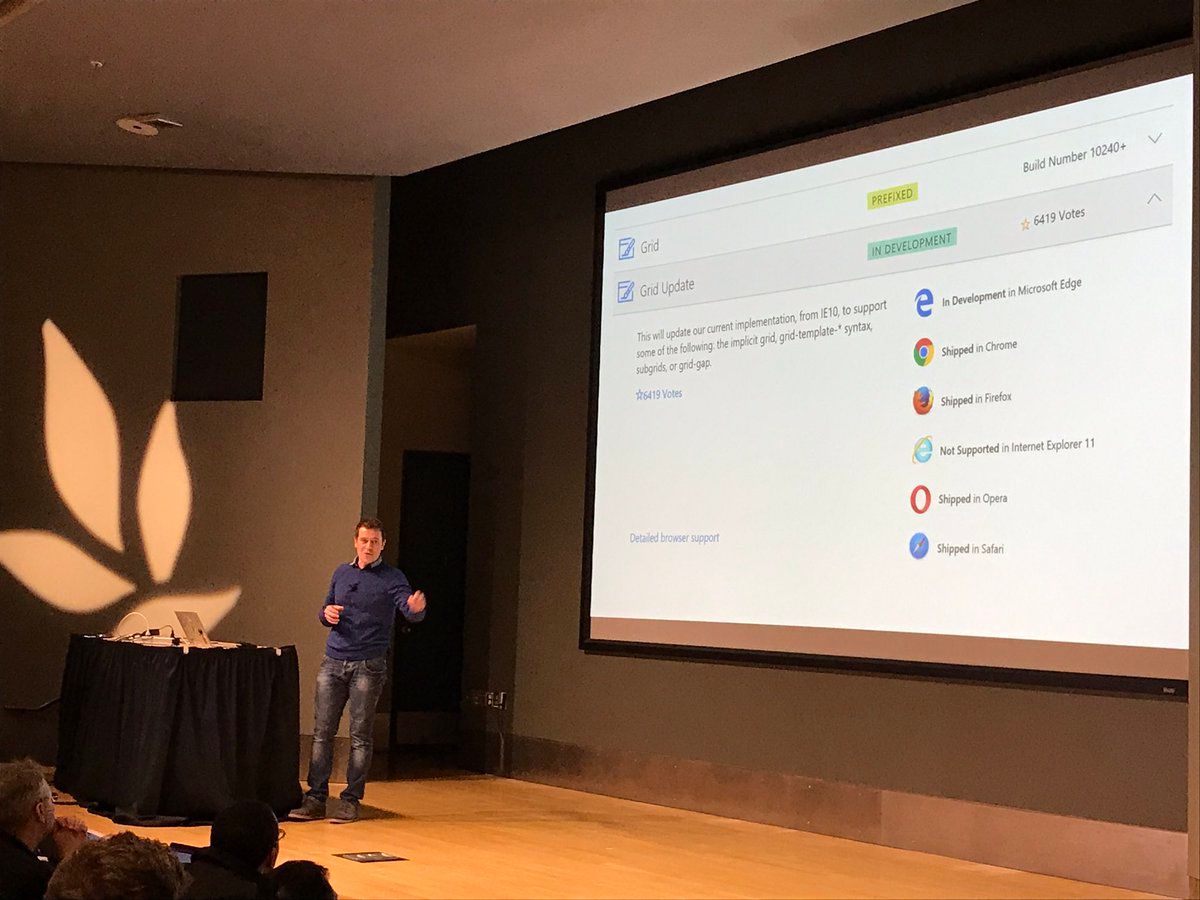 Grid
PREFIXED
Build Number 10240+
Grid Update
IN DEVELOPMENT
6419 Votes
This will update our current implementation, from IE10, to support
some of the following: the implicit grid, grid-template-* syntax,
subgrids, or grid-gap.
6419 Votes
Detailed browser support
In Development in Microsoft Edge
Shipped in Chrome
Shipped in Firefox
Not Supported in Internet Explorer 11
Shipped in Opera
Shipped in Safari